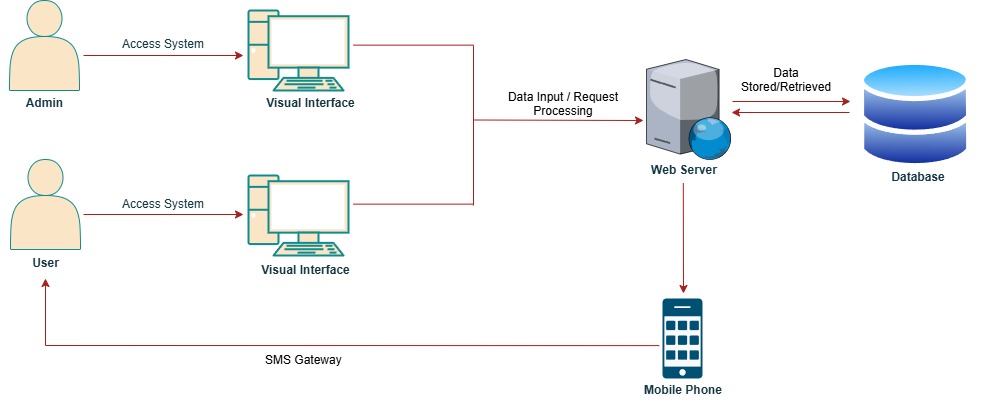 Access System
Admin
Visual Interface
Data Input / Request
Processing
Data
Stored/Retrieved
Web Server
Database
Access System
User
Visual Interface
SMS Gateway
Mobile Phone